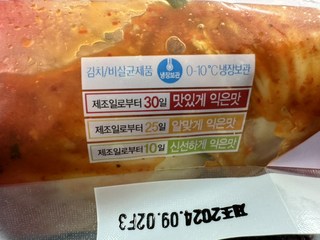 김치/비살균제품 냉장보관 0-10℃냉장보관
제조일로부터 30일 맛있게 익은맛
제조일로부터 25일 알맞게 익은맛
제조일로부터 10일 신선하게 익은맛
제조2024.09.02F3